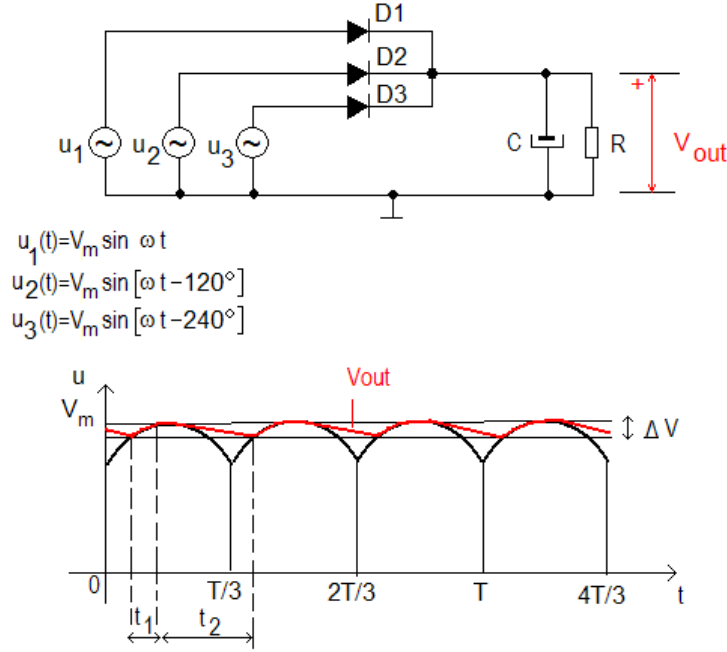 D1
D2
D3
u1
u2
u3
C
R
+
Vout
u1(t)=Vm sin ωt
u2(t)=Vm sin[ωt-120°]
u3(t)=Vm sin[ωt-240°]
u
Vm
Vout
ΔV
0
T/3
2T/3
T
4T/3
t
t1
t2